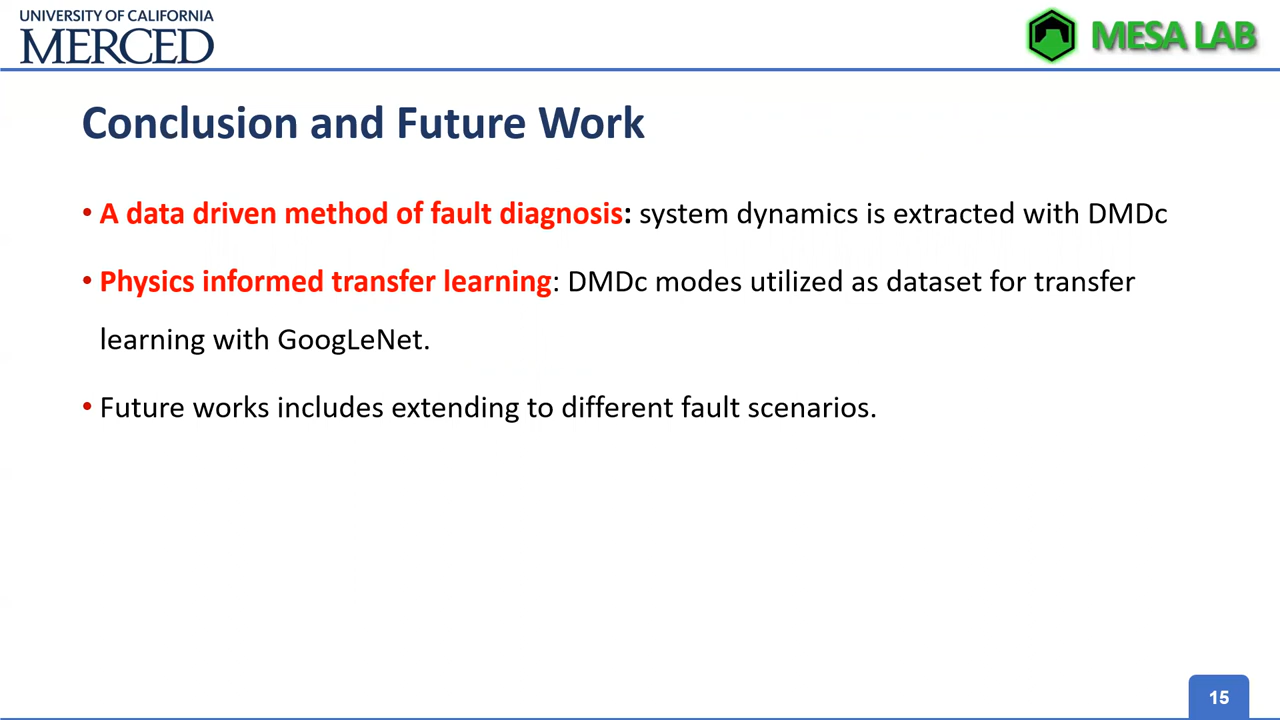 UNIVERSITY OF CALIFORNIA
MERCED
MESA LAB
Conclusion and Future Work
• A data driven method of fault diagnosis: system dynamics is extracted with DMDc
• Physics informed transfer learning: DMDc modes utilized as dataset for transfer
learning with GoogLeNet.
• Future works includes extending to different fault scenarios.
15